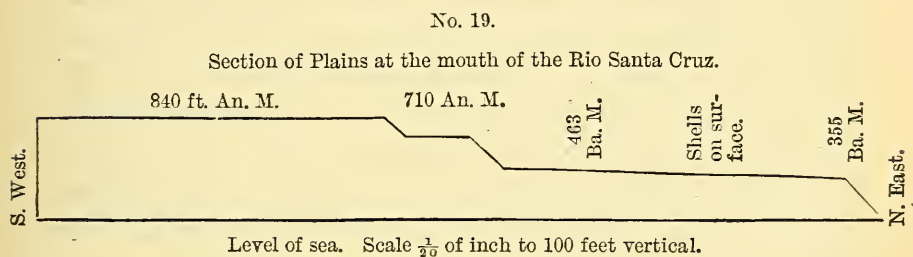 No. 19.
Section of Plains at the mouth of the Rio Santa Cruz.
840 ft. An. M.
710 An. M.
463
Ba. M.
Shells
on sur-
face.
355
Ba. M.
S. West.
N. East.
Level of sea. Scale 1/20 of inch to 100 feet vertical.